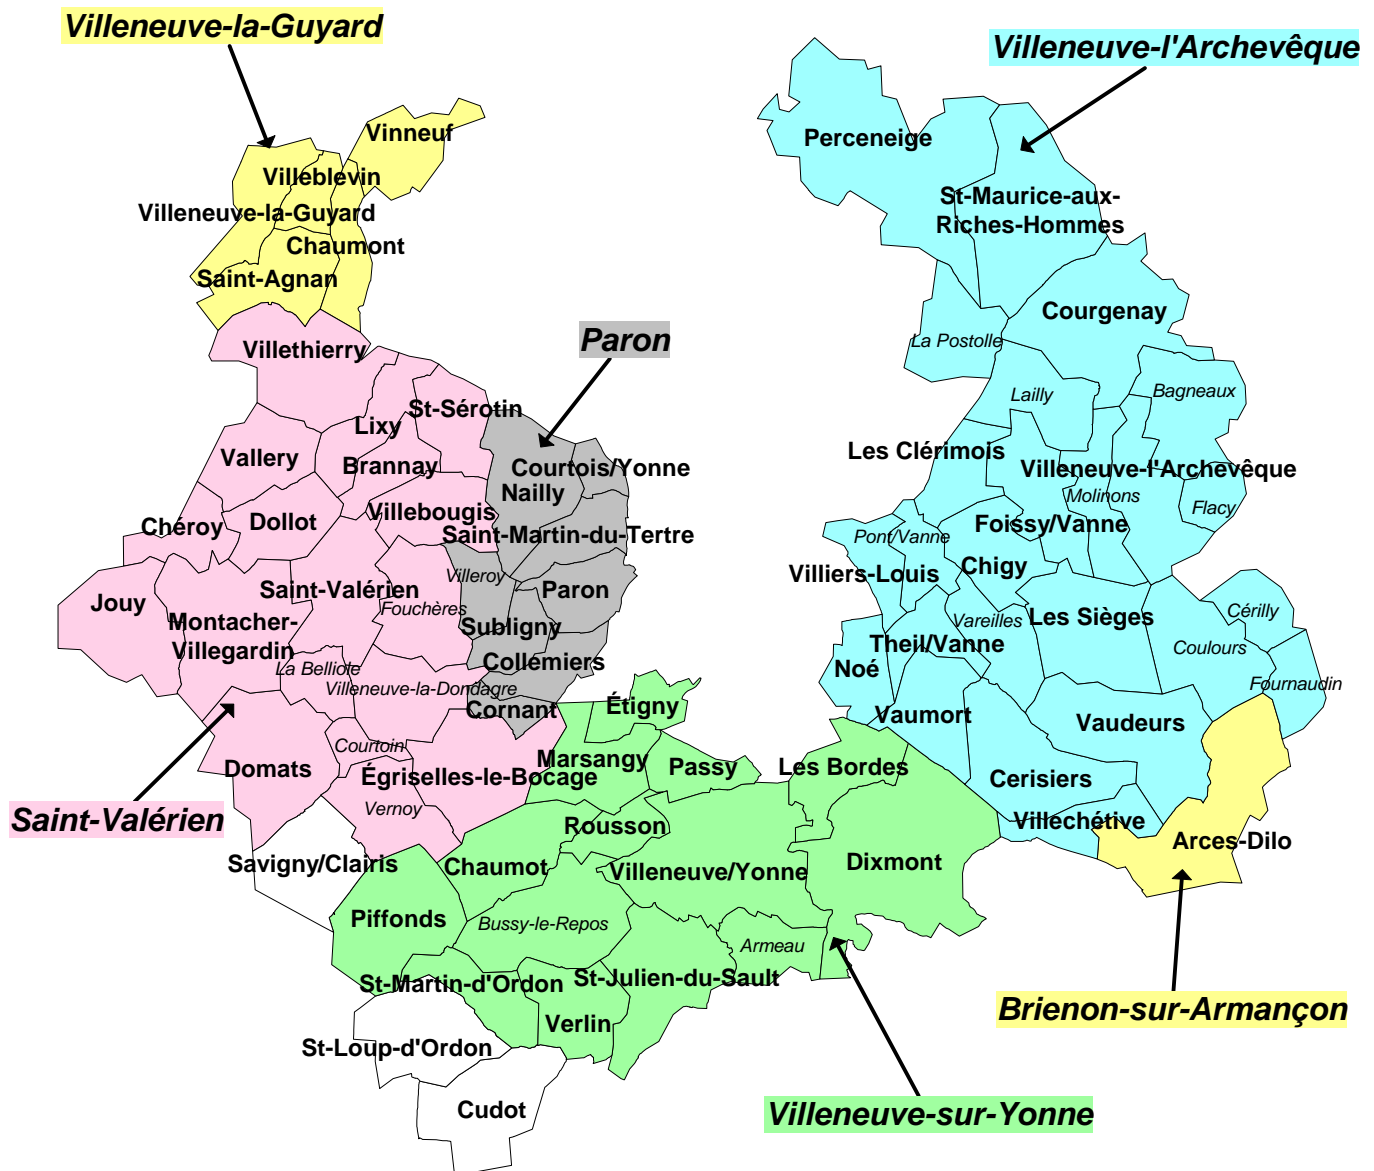 Villeneuve-la-Guyard
Villeneuve-l'Archevêque
Vinneuf
Perceneige
Villeblevin
Villeneuve-la-Guyard
St-Maurice-aux-
Riches-Hommes
Chaumont
Saint-Agnan
Courgenay
Paron
La Postolle
Villethierry
Lailly
Bagneaux
St-Sérotin
Lixy
Les Clérimois
Vallery
Brannay
Courtois/Yonne
Villeneuve-l'Archevêque
Nailly
Molinons
Flacy
Villebougis
Chéroy
Dollot
Foissy/Vanne
Saint-Martin-du-Tertre
Pont/Vanne
Villiers-Louis
Chigy
Villeroy
Saint-Valérien
Paron
Jouy
Fouchères
Cérilly
Montacher-
Villegardin
Subligny
Vareilles
Les Sièges
Theil/Vanne
Coulours
Collemiers
La Belliole
Noé
Villeneuve-la-Dondagre
Fournaudin
Cornant
Étigny
Vaumort
Vaudeurs
Courtoin
Marsangy
Domats
Égriselles-le-Bocage
Passy
Les Bordes
Cerisiers
Vernoy
Saint-Valérien
Rousson
Villechétive
Arces-Dilo
Savigny/Clairis
Chaumot
Villeneuve/Yonne
Dixmont
Piffonds
Bussy-le-Repos
Armeau
St-Martin-d'Ordon
St-Julien-du-Sault
Brienon-sur-Armançon
Verlin
St-Loup-d'Ordon
Cudot
Villeneuve-sur-Yonne